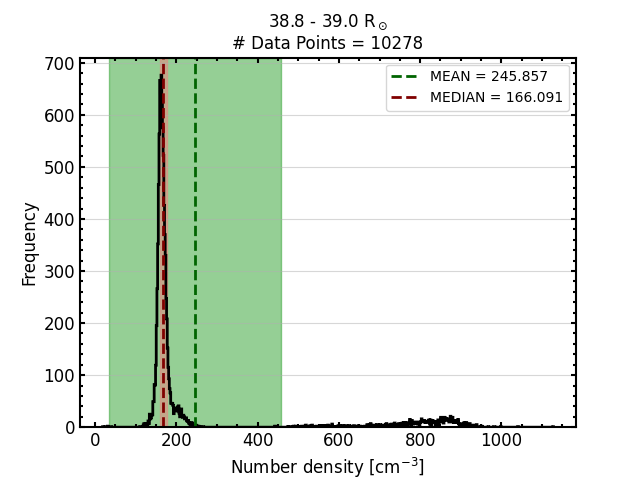 38.8 - 39.0 R⊙
# Data Points = 10278
700
600
500
400
300
200
100
0
Frequency
MEAN = 245.857
MEDIAN = 166.091
0 200 400 600 800 1000
Number density [cm⁻³]